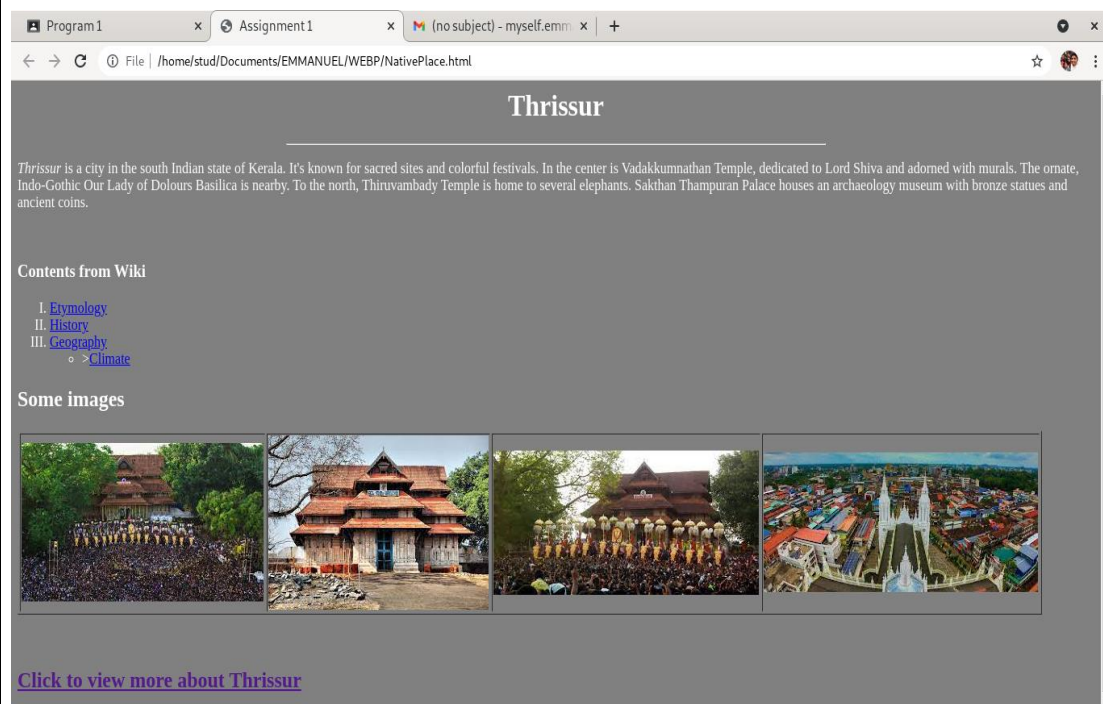 Program 1
Assignment 1
(no subject) - myself.emm
File | /home/stud/Documents/EMMANUEL/WEBP/NativePlace.html
Thrissur
Thrissur is a city in the south Indian state of Kerala. It's known for sacred sites and colorful festivals. In the center is Vadakkumnathan Temple, dedicated to Lord Shiva and adorned with murals. The ornate,
Indo-Gothic Our Lady of Dolours Basilica is nearby. To the north, Thiruvambady Temple is home to several elephants. Sakthan Thampuran Palace houses an archaeology museum with bronze statues and
ancient coins.
Contents from Wiki
I. Etymology
II. History
III. Geography
>Climate
Some images
Click to view more about Thrissur